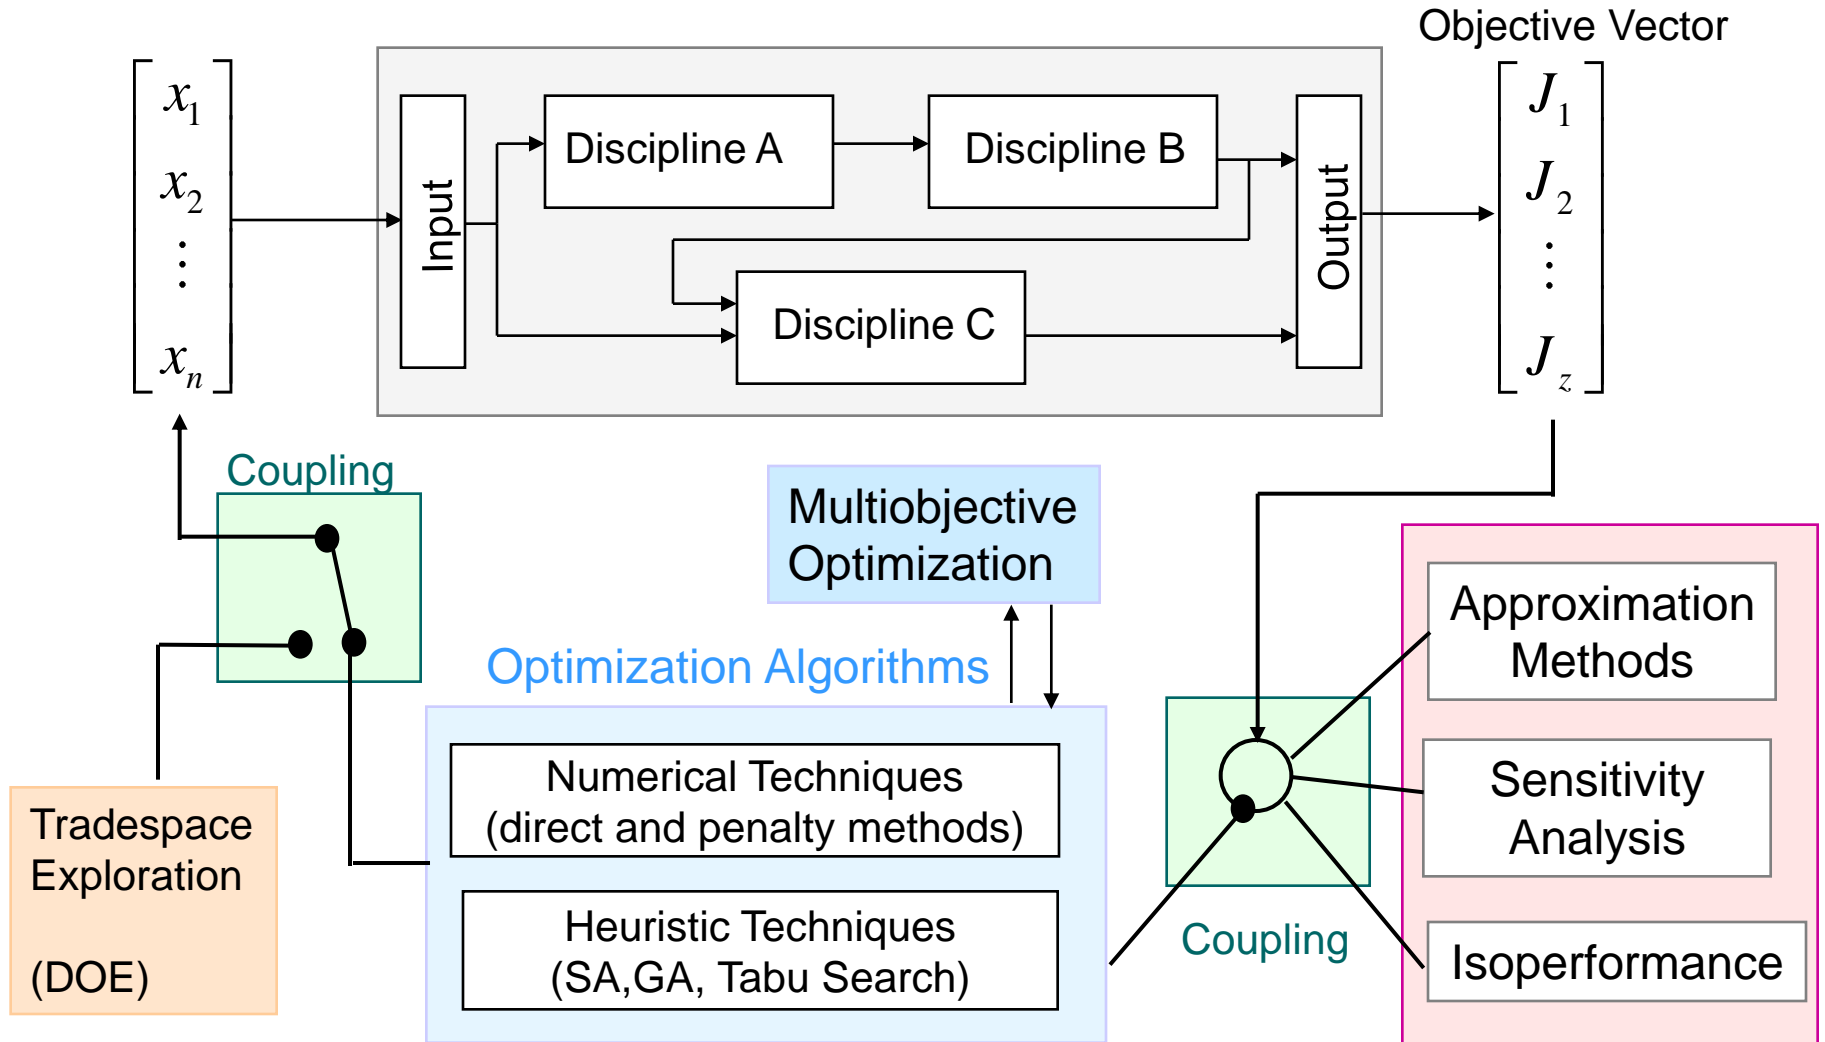 Objective Vector
x1
x2
⋮
xn
Input
Discipline A
Discipline B
Discipline C
Output
J1
J2
⋮
Jz
Coupling
Multiobjective
Optimization
Optimization Algorithms
Numerical Techniques
(direct and penalty methods)
Heuristic Techniques
(SA,GA, Tabu Search)
Tradespace
Exploration
(DOE)
Coupling
Approximation
Methods
Sensitivity
Analysis
Isoperformance